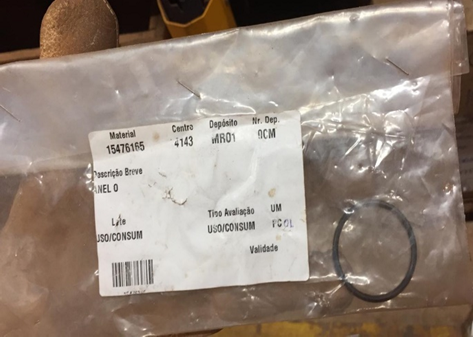 Material Centro Depósito Nr. Dep.
15476165 4143 MR01 0CM
Descrição Breve
ANEL O
Lote Tipo Avaliação UM
USO/CONSUM USO/CONSUM
Validade